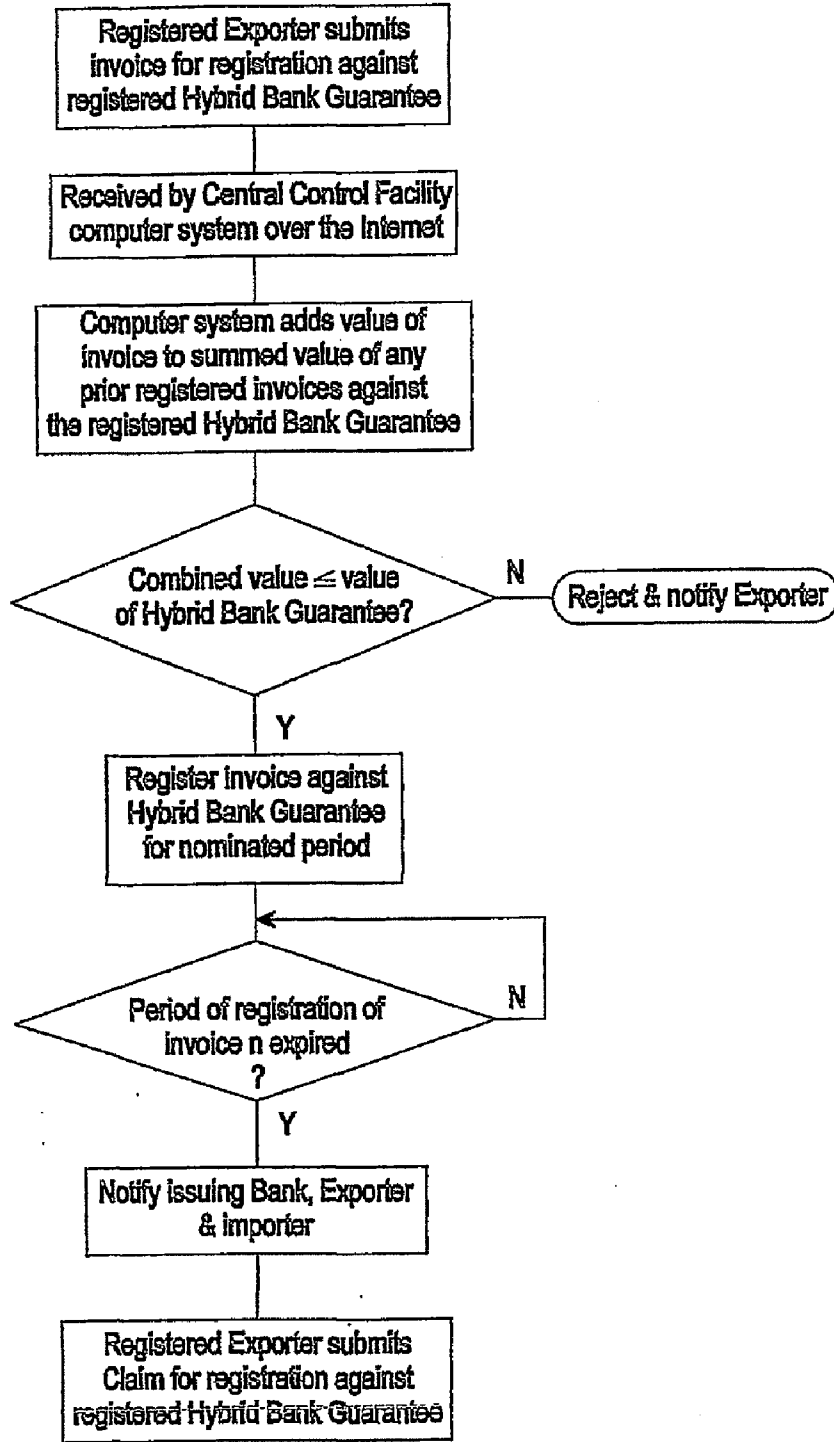 Registered Exporter submits
invoice for registration against
registered Hybrid Bank Guarantee
Received by Central Control Facility
computer system over the Internet
Computer system adds value of
invoice to summed value of any
prior registered invoices against
the registered Hybrid Bank Guarantee
Combined value ≤ value
of Hybrid Bank Guarantee?
N
Reject & notify Exporter
Y
Register invoice against
Hybrid Bank Guarantee
for nominated period
Period of registration of
invoice n expired
?
N
Y
Notify issuing Bank, Exporter
& importer
Registered Exporter submits
Claim for registration against
registered Hybrid Bank Guarantee